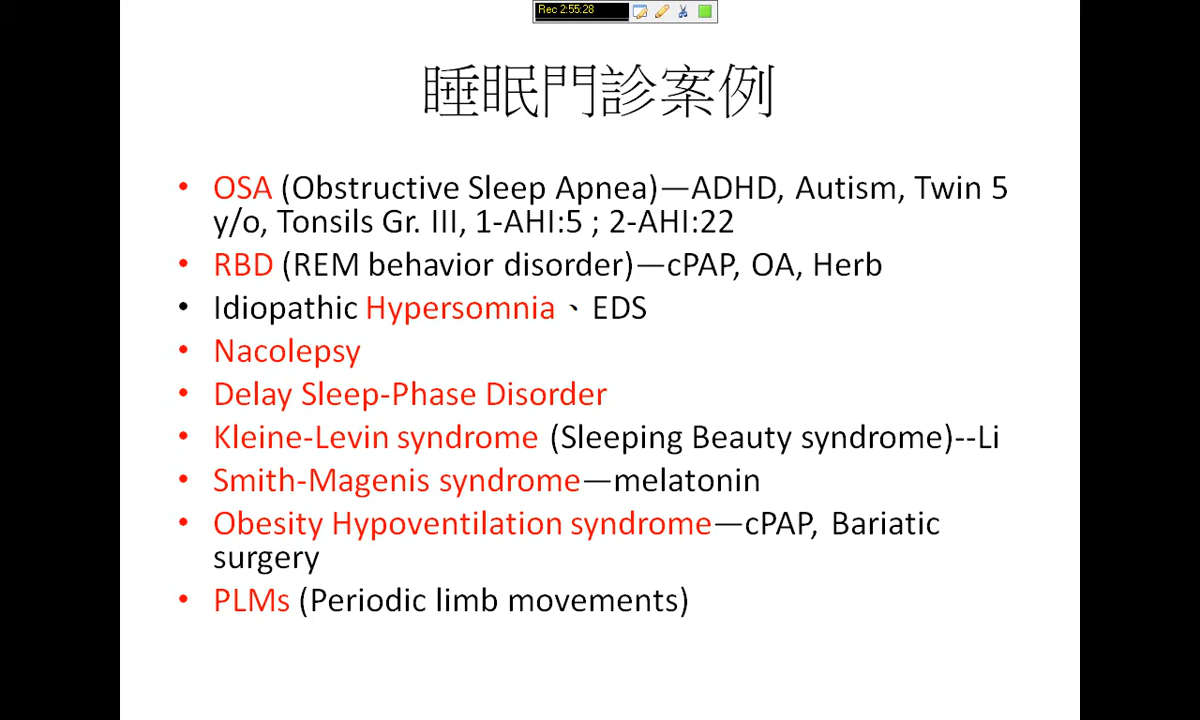 Rec 2:55:28
睡眠門診案例
• OSA (Obstructive Sleep Apnea)—ADHD, Autism, Twin 5
y/o, Tonsils Gr. III, 1-AHI:5 ; 2-AHI:22
• RBD (REM behavior disorder)—cPAP, OA, Herb
• Idiopathic Hypersomnia、EDS
• Nacolepsy
• Delay Sleep-Phase Disorder
• Kleine-Levin syndrome (Sleeping Beauty syndrome)--Li
• Smith-Magenis syndrome—melatonin
• Obesity Hypoventilation syndrome—cPAP, Bariatic
surgery
• PLMs (Periodic limb movements)